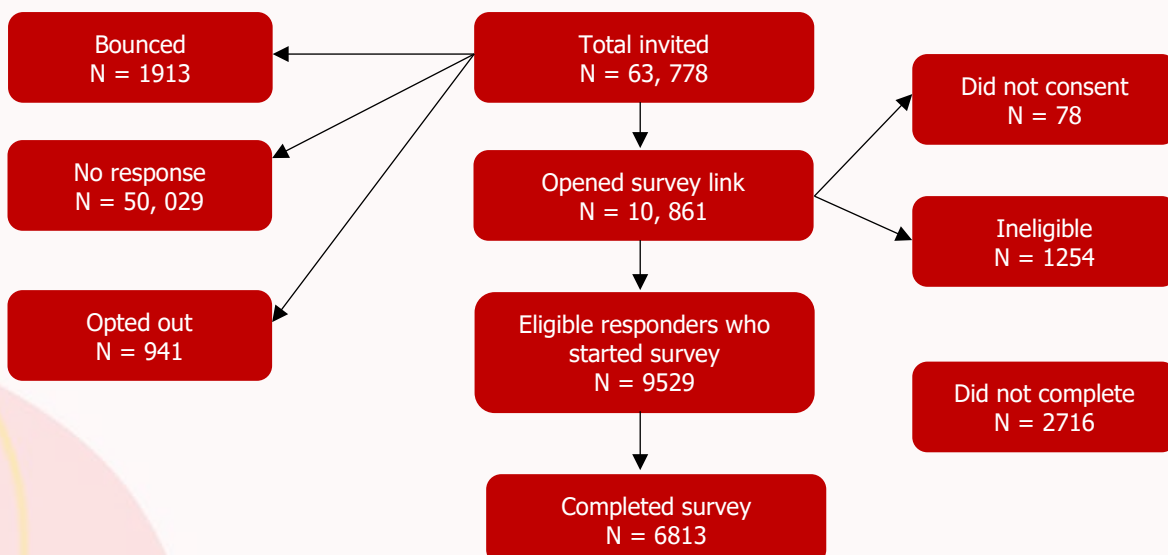 Bounced
N = 1913
Total invited
N = 63, 778
Did not consent
N = 78
No response
N = 50, 029
Opened survey link
N = 10, 861
Ineligible
N = 1254
Opted out
N = 941
Eligible responders who
started survey
N = 9529
Did not complete
N = 2716
Completed survey
N = 6813